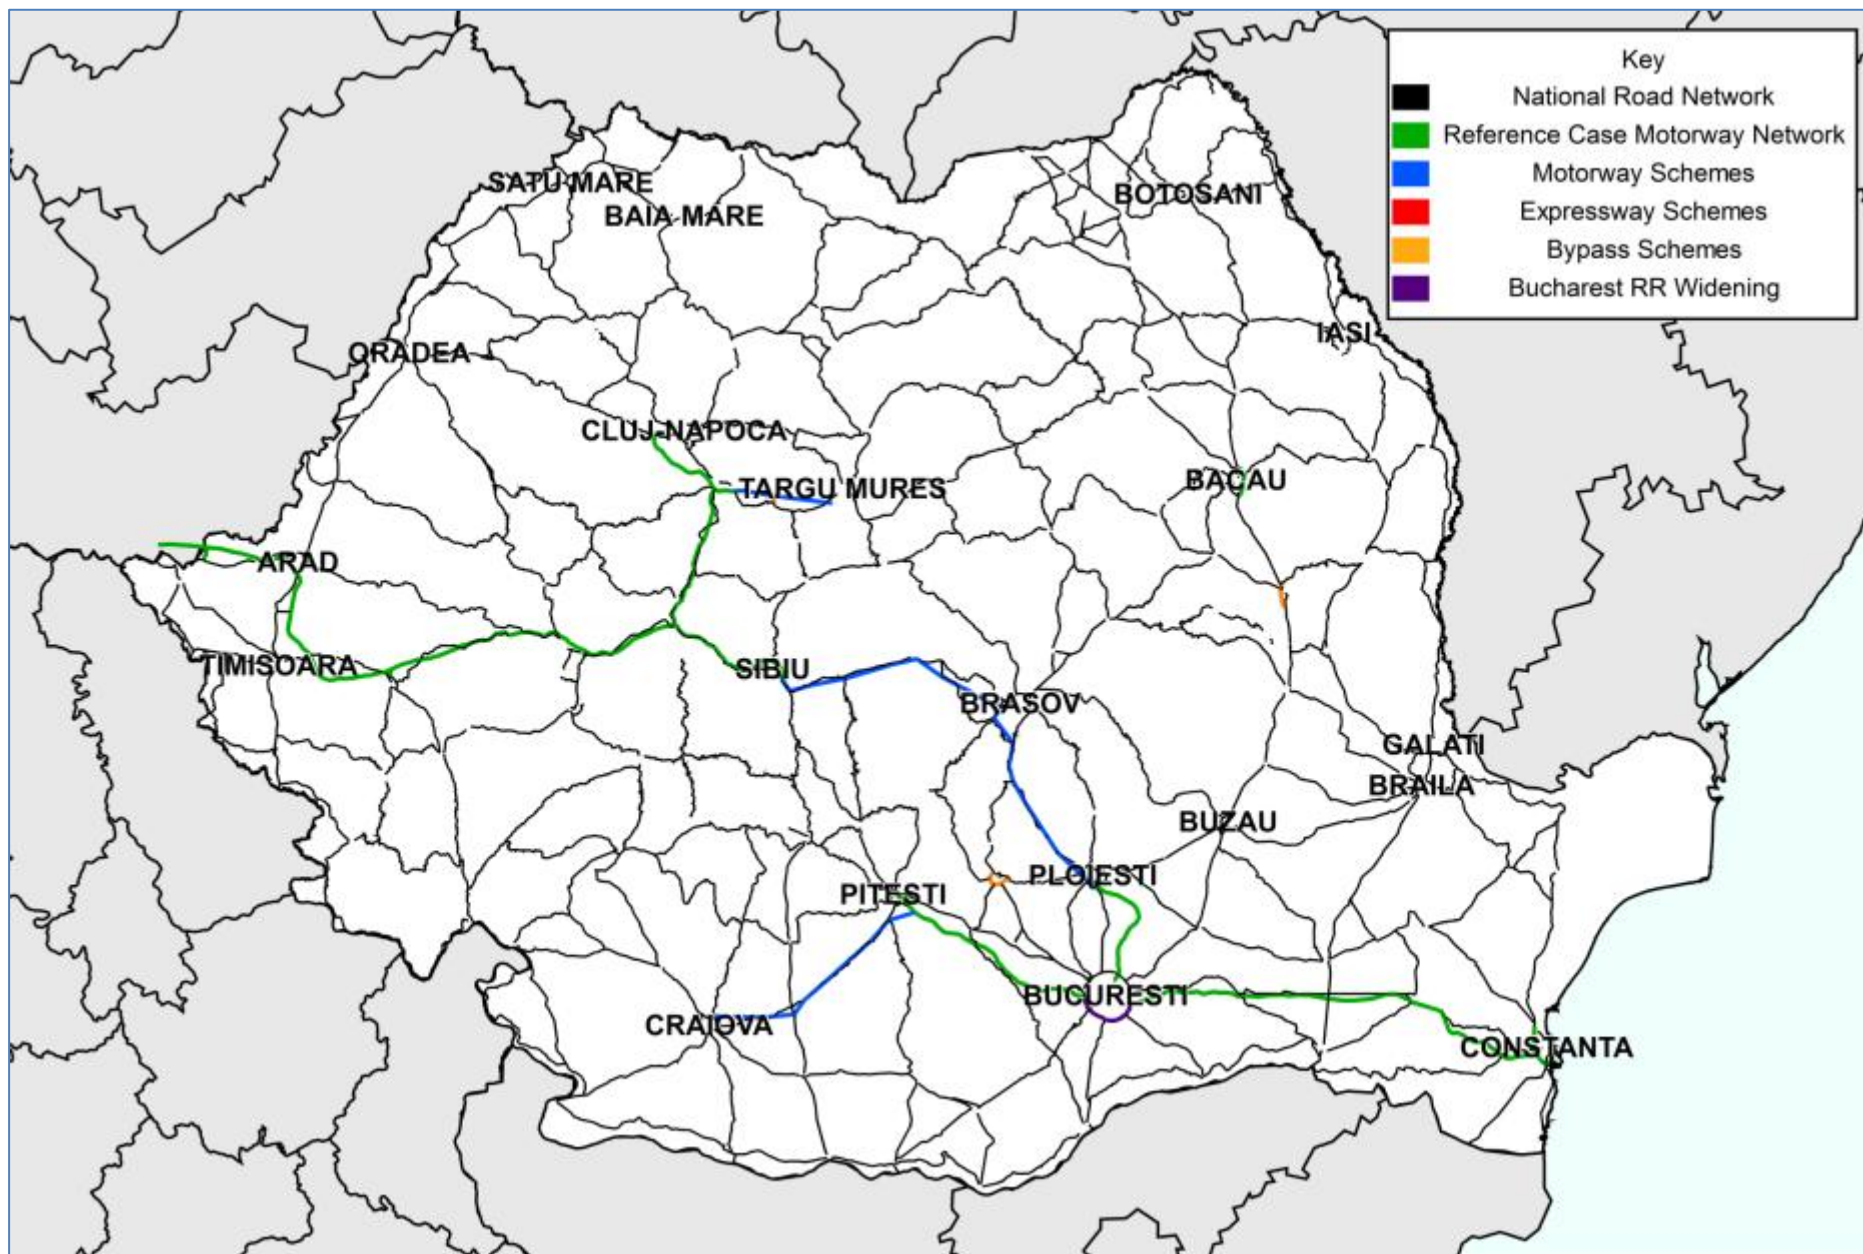 Key
National Road Network
Reference Case Motorway Network
Motorway Schemes
Expressway Schemes
Bypass Schemes
Bucharest RR Widening
SATU MARE
BAIA MARE
BOTOSANI
IASI
ORADEA
CLUJ-NAPOCA
TARGU MURES
BACAU
ARAD
TIMISOARA
SIBIU
BRASOV
GALATI
BRAILA
BUZAU
PLOIESTI
PITESTI
BUCURESTI
CRAIOVA
CONSTANTA